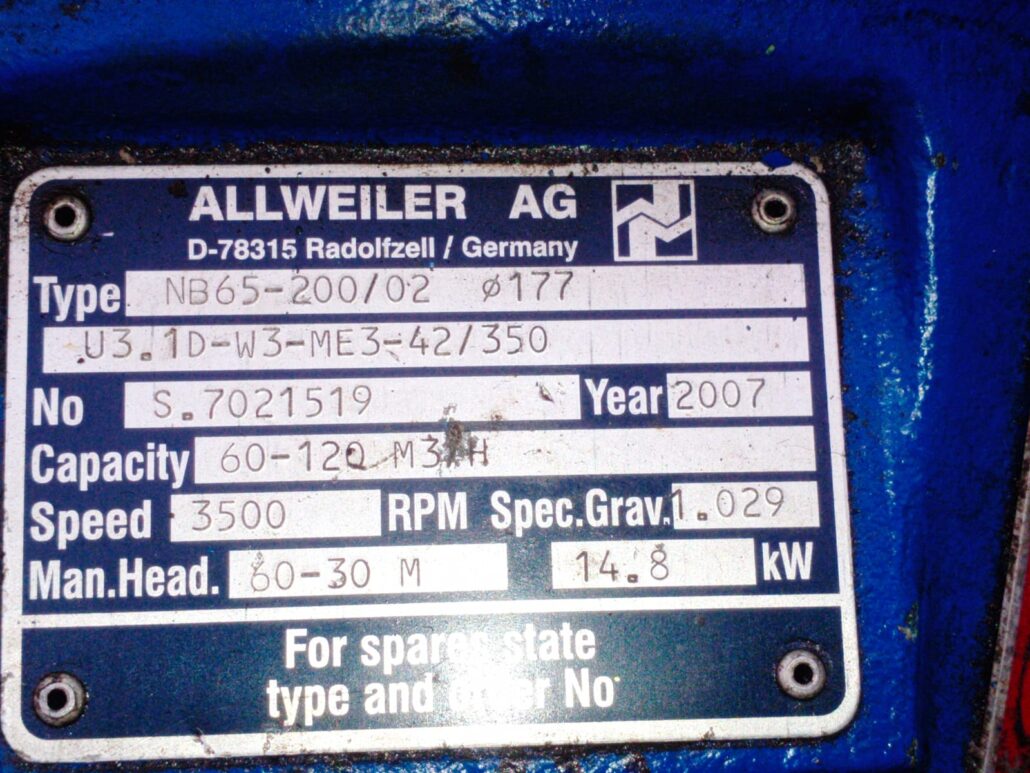 ALLWEILER AG
D-78315 Radolfzell / Germany
Type NB65-200/02 ø177
U3.1D-W3-ME3-42/350
No S.7021519 Year 2007
Capacity 60-120 M3/H
Speed 3500 RPM Spec.Grav. 1.029
Man.Head. 60-30 M 14.8 kW
For spares state
type and order No